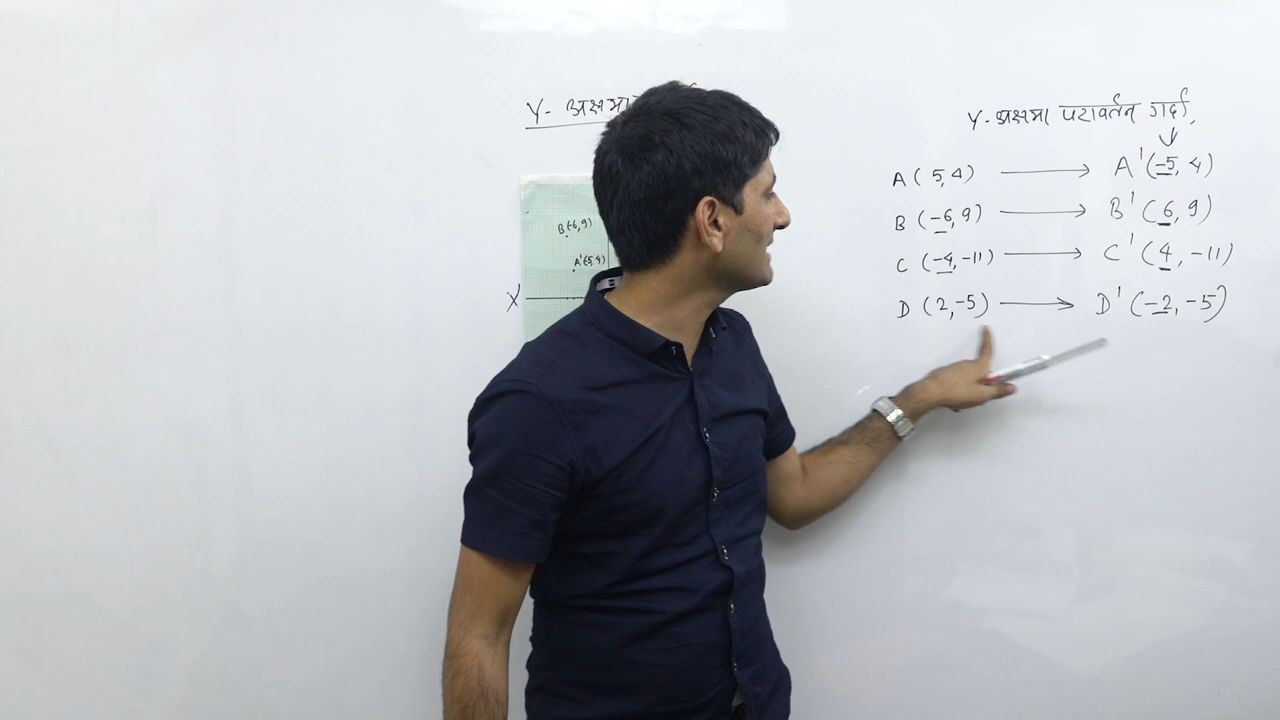 Y- अक्षमा
B(-6,9)
A'(5,4)
X'
Y-अक्षमा परावर्तन गर्दा,
A (5,4) → A'(-5, 4)
B (-6,9) → B'(6, 9)
C (-4,-11) → C'(4, -11)
D (2,-5) → D'(-2, -5)